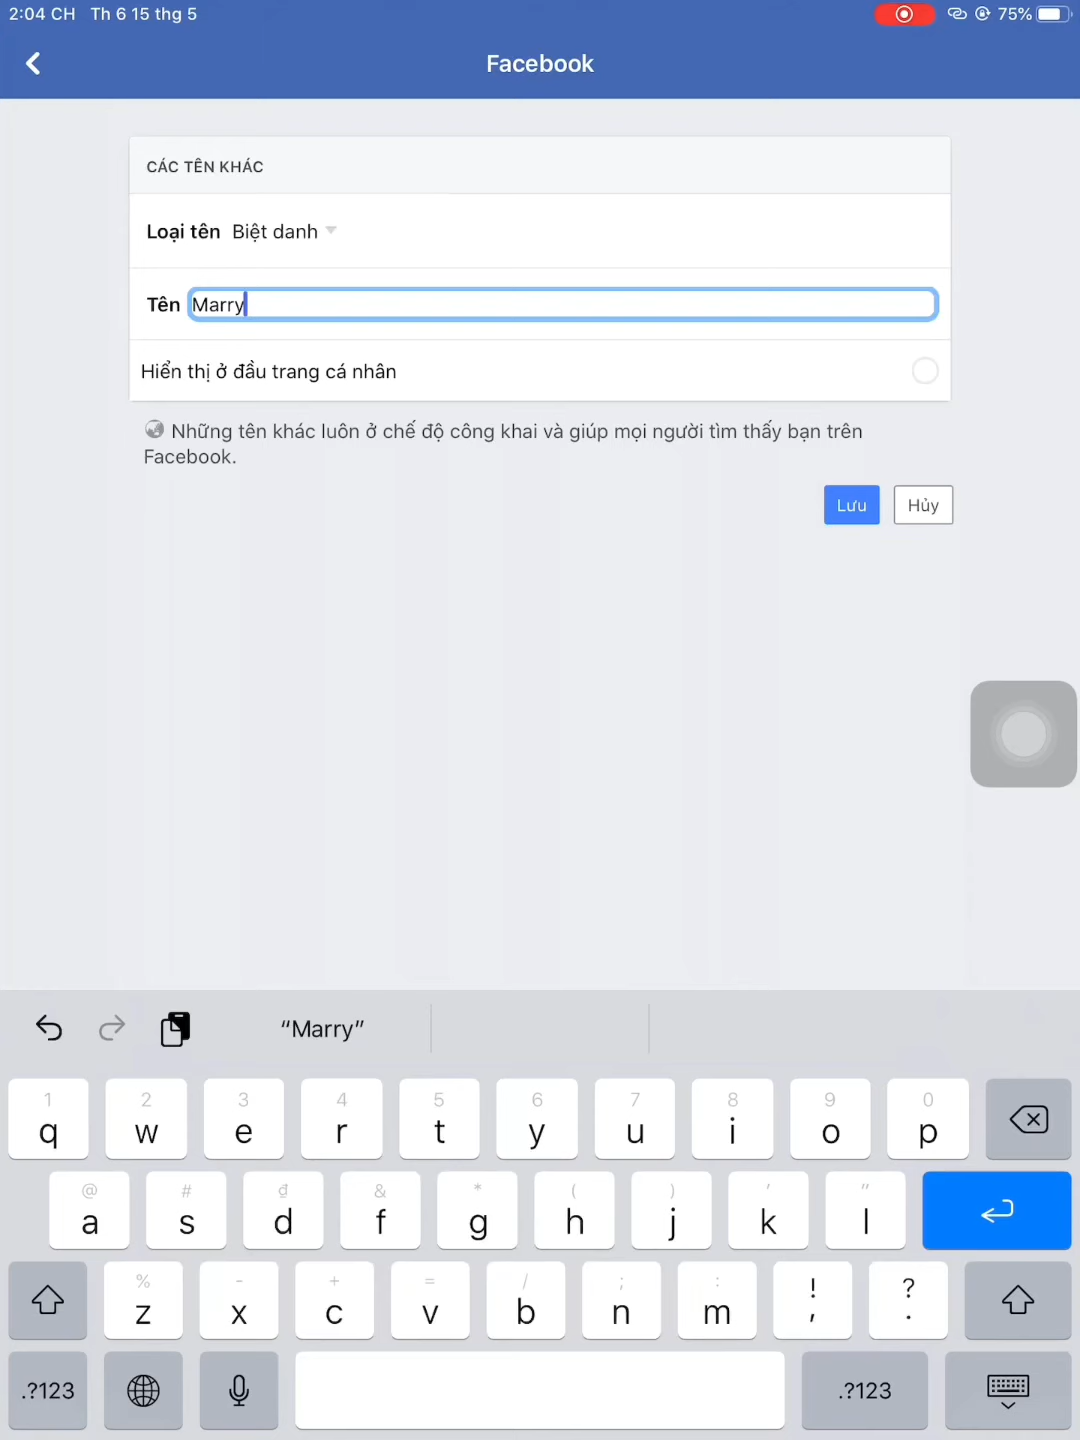 2:04 CH Th 6 15 thg 5 75%
Facebook
CÁC TÊN KHÁC
Loại tên Biệt danh
Tên Marry
Hiển thị ở đầu trang cá nhân
Những tên khác luôn ở chế độ công khai và giúp mọi người tìm thấy bạn trên
Facebook.
Lưu Hủy
“Marry”
1 2 3 4 5 6 7 8 9 0
q w e r t y u i o p
@ # đ & * ( ) ' "
a s d f g h j k l
% - + = / ; : ! ?
z x c v b n m , .
.?123 .?123